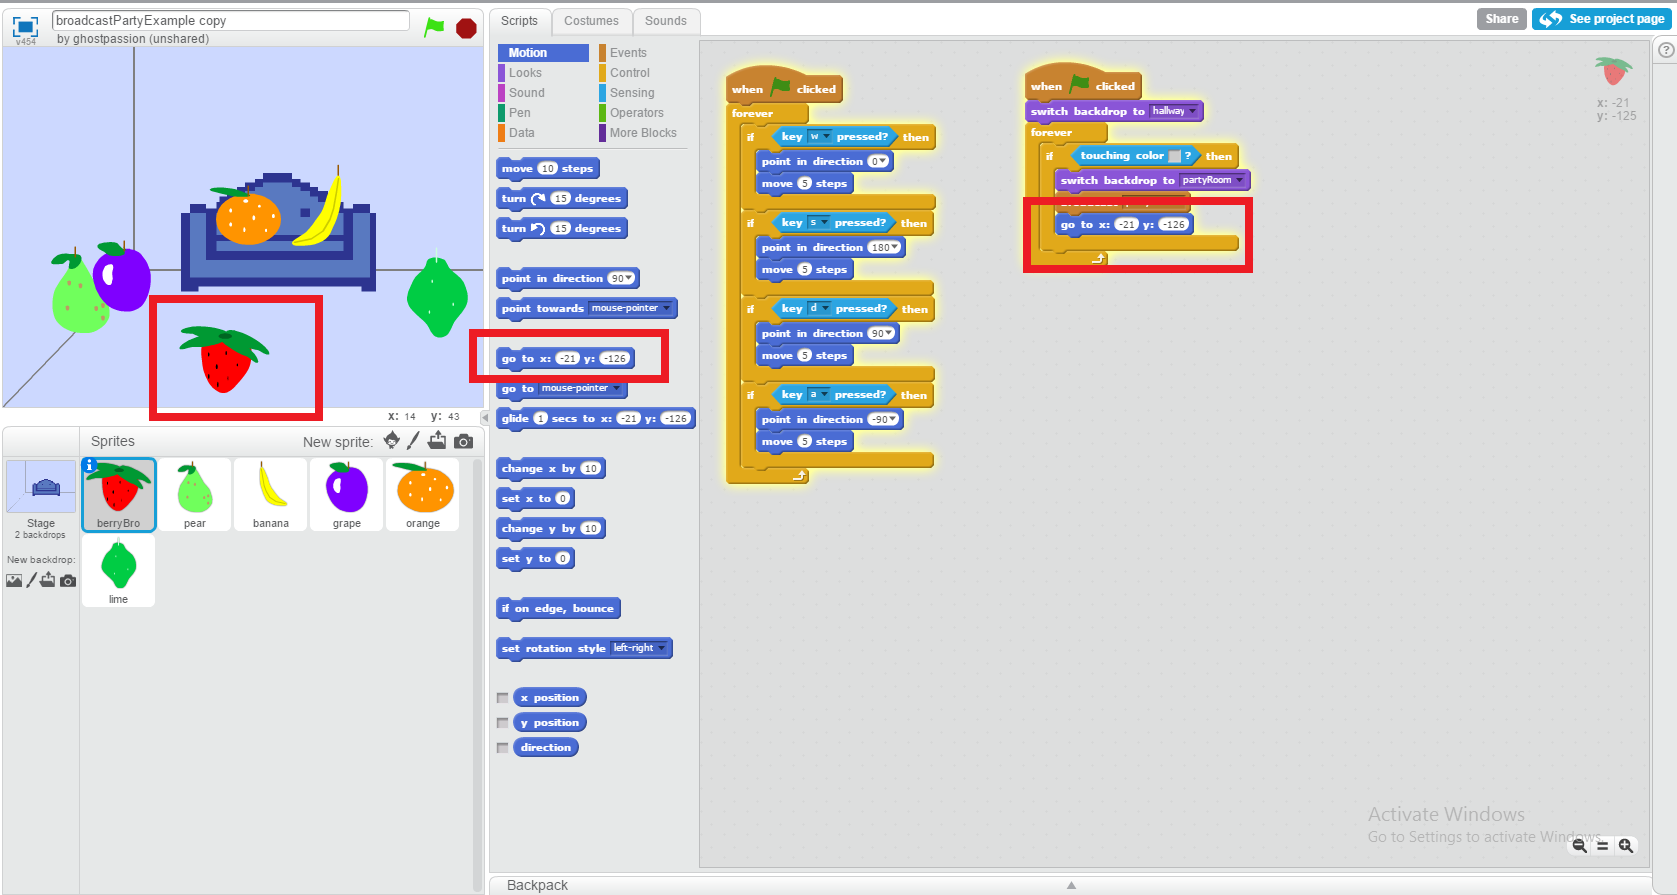 broadcastPartyExample copy
by ghostpassion (unshared)
v454
x: 14 y: 43
Sprites New sprite:
Stage
2 backdrops
New backdrop:
berryBro
pear
banana
grape
orange
lime
Scripts Costumes Sounds
Share See project page
Motion Events
Looks Control
Sound Sensing
Pen Operators
Data More Blocks
move 10 steps
turn 15 degrees
turn 15 degrees
point in direction 90
point towards mouse-pointer
go to x: -21 y: -126
go to mouse-pointer
glide 1 secs to x: -21 y: -126
change x by 10
set x to 0
change y by 10
set y to 0
if on edge, bounce
set rotation style left-right
x position
y position
direction
when clicked
forever
if key w pressed? then
point in direction 0
move 5 steps
if key s pressed? then
point in direction 180
move 5 steps
if key d pressed? then
point in direction 90
move 5 steps
if key a pressed? then
point in direction -90
move 5 steps
when clicked
switch backdrop to hallway
forever
if touching color ? then
switch backdrop to partyRoom
go to x: -21 y: -126
x: -21
y: -125
Activate Windows
Go to Settings to activate Windows.
Backpack